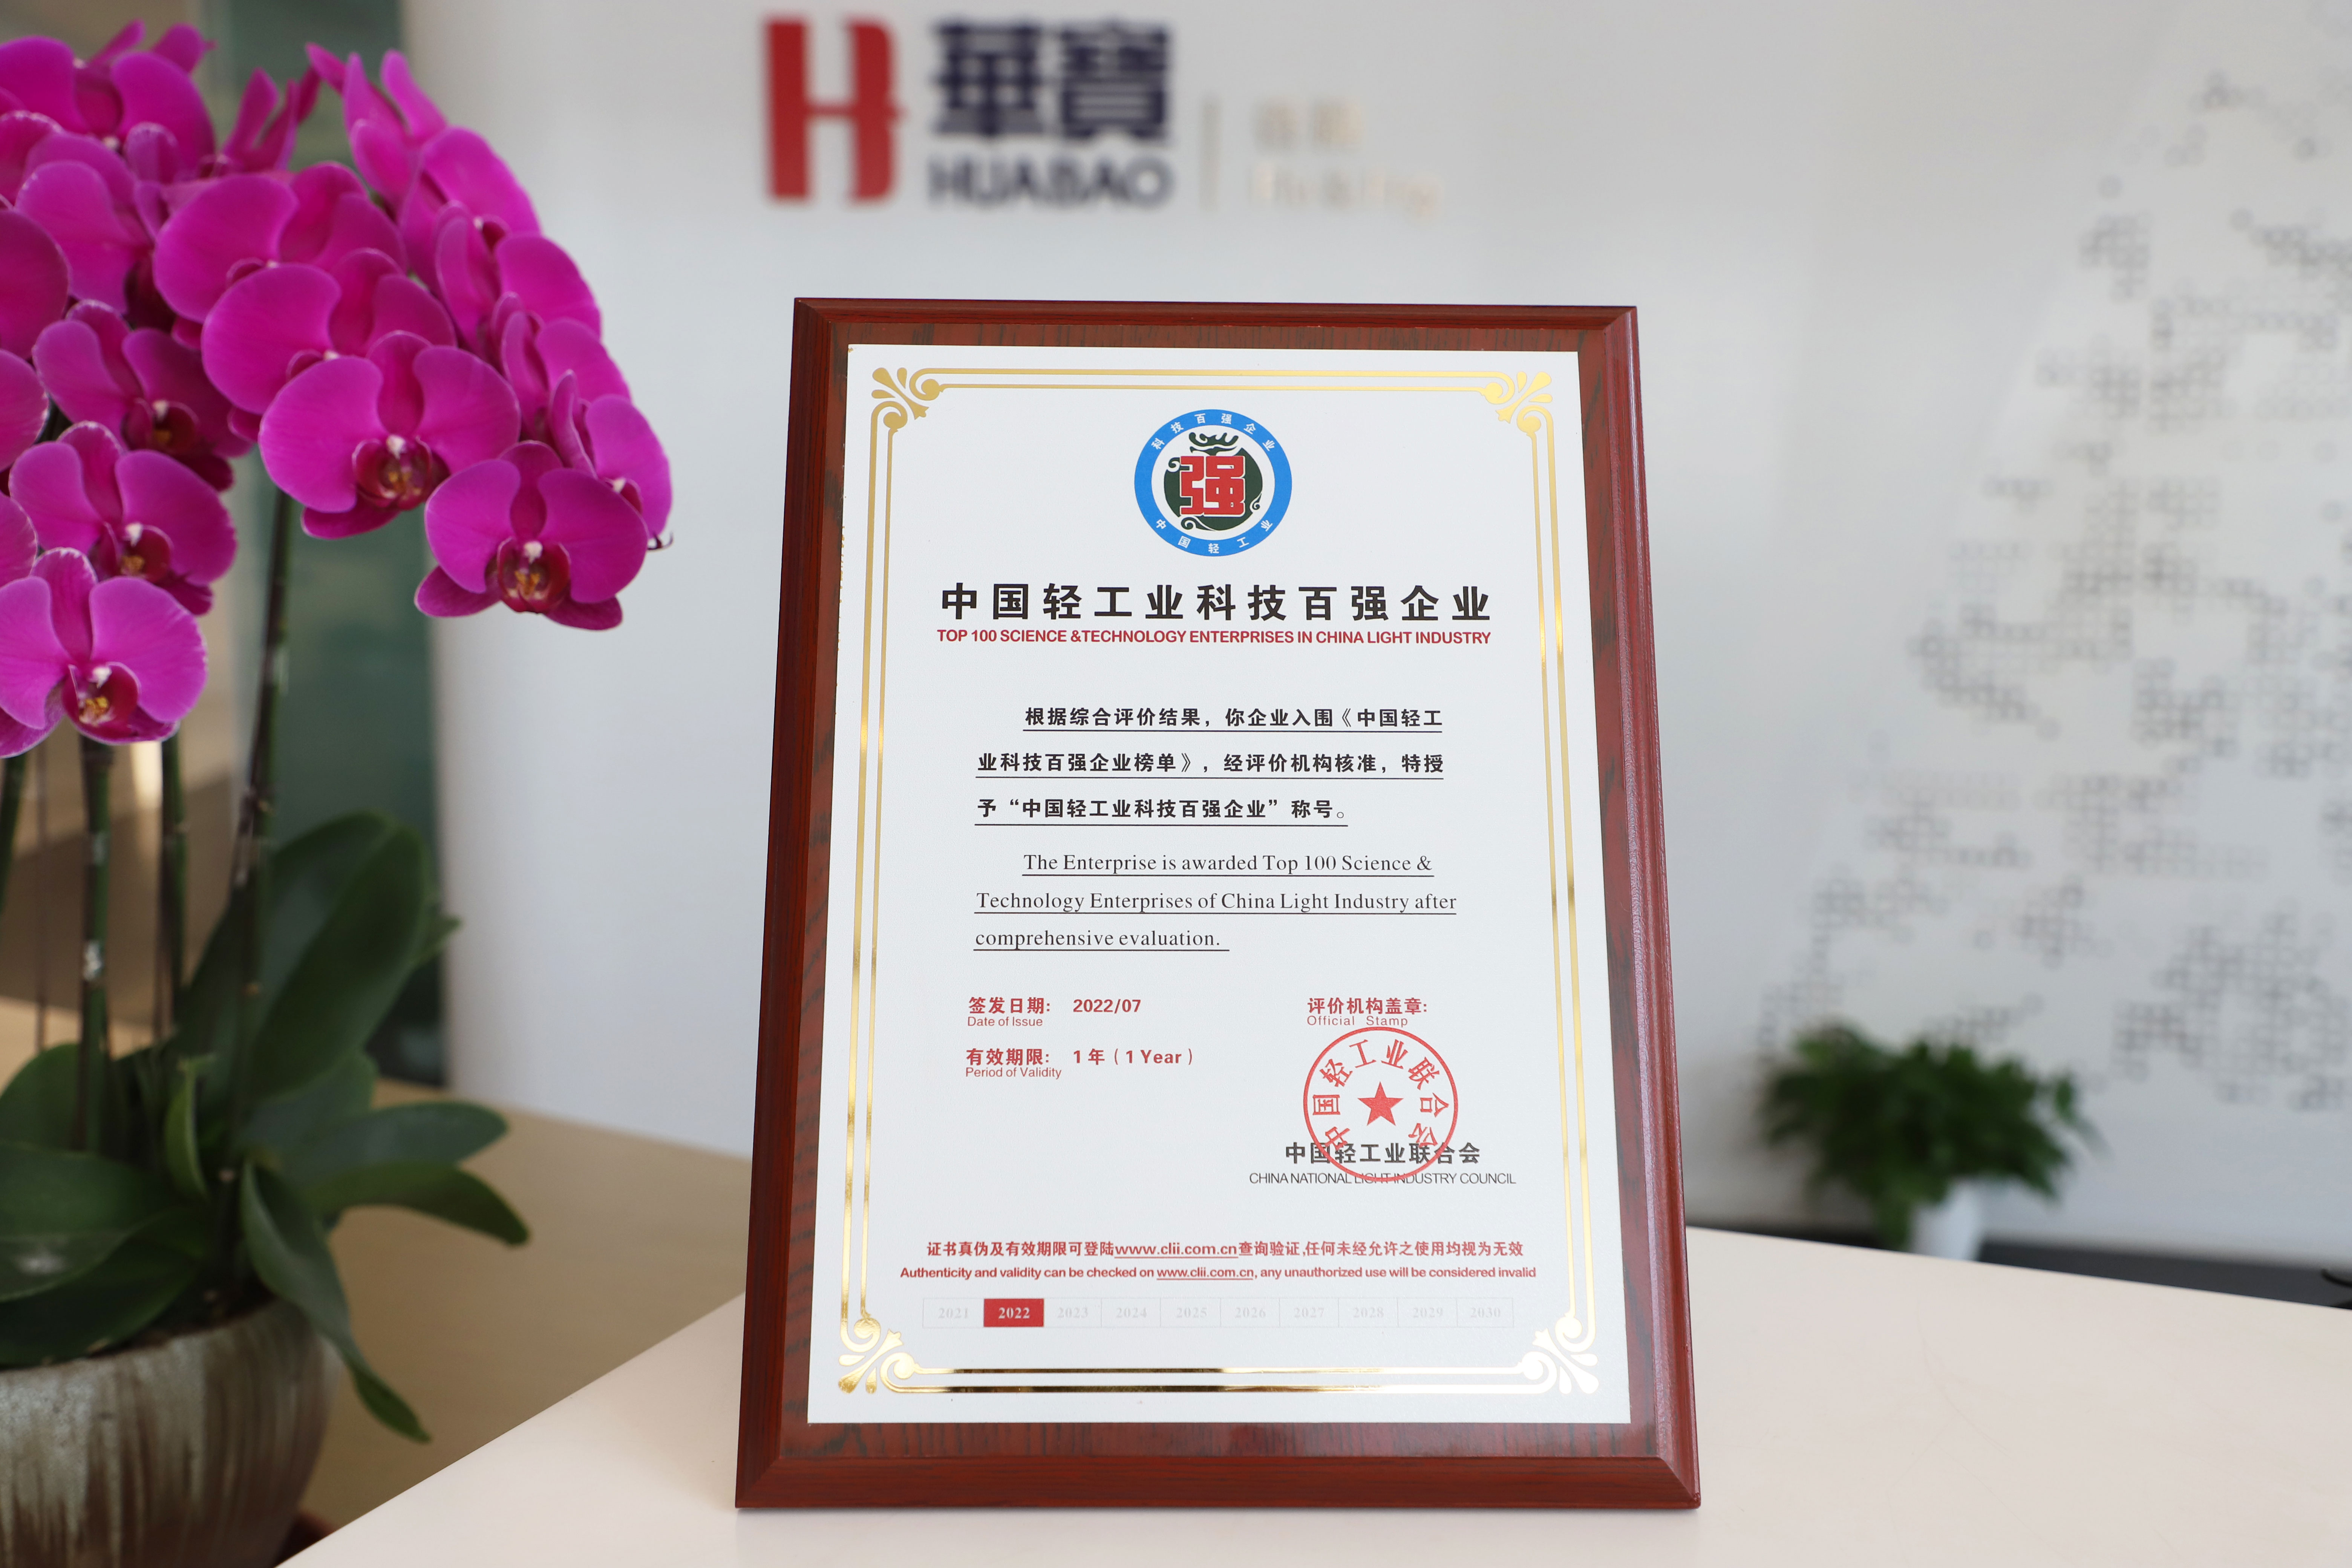 華寶
HUABAO
科技百强企业
强
中国轻工业
中国轻工业科技百强企业
TOP 100 SCIENCE &TECHNOLOGY ENTERPRISES IN CHINA LIGHT INDUSTRY
根据综合评价结果，你企业入围《中国轻工
业科技百强企业榜单》，经评价机构核准，特授
予“中国轻工业科技百强企业”称号。
The Enterprise is awarded Top 100 Science &
Technology Enterprises of China Light Industry after
comprehensive evaluation.
签发日期: 2022/07
Date of Issue
有效期限: 1 年（1 Year）
Period of Validity
评价机构盖章:
Official Stamp
中国轻工业联合会
中国轻工业联合会
CHINA NATIONAL LIGHT INDUSTRY COUNCIL
证书真伪及有效期限可登陆www.clii.com.cn查询验证,任何未经允许之使用均视为无效
Authenticity and validity can be checked on www.clii.com.cn, any unauthorized use will be considered invalid
2021 2022 2023 2024 2025 2026 2027 2028 2029 2030